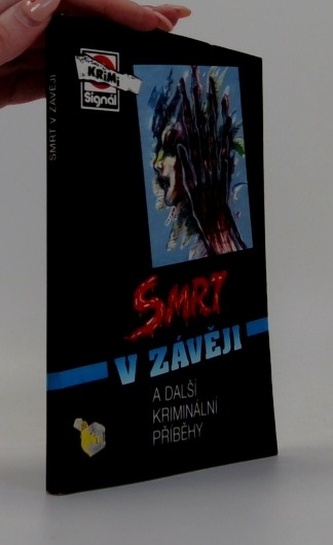 SMRT V ZÁVĚJI
KRIMI
Signál
SMRT
V ZÁVĚJI
A DALŠÍ
KRIMINÁLNÍ
PŘÍBĚHY